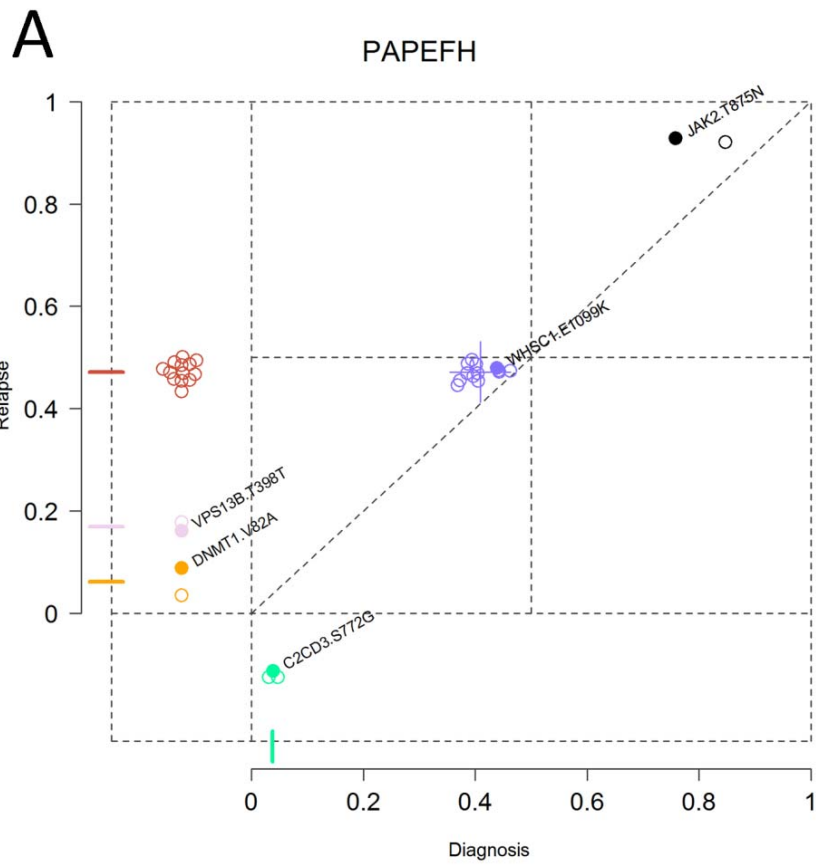 A
PAPEFH
1
JAK2.T875N
0.8
0.6
WHSC1.E1099K
Relapse
0.4
VPS13B.T398T
0.2
DNMT1.V82A
0
C2CD3.S772G
0 0.2 0.4 0.6 0.8 1
Diagnosis